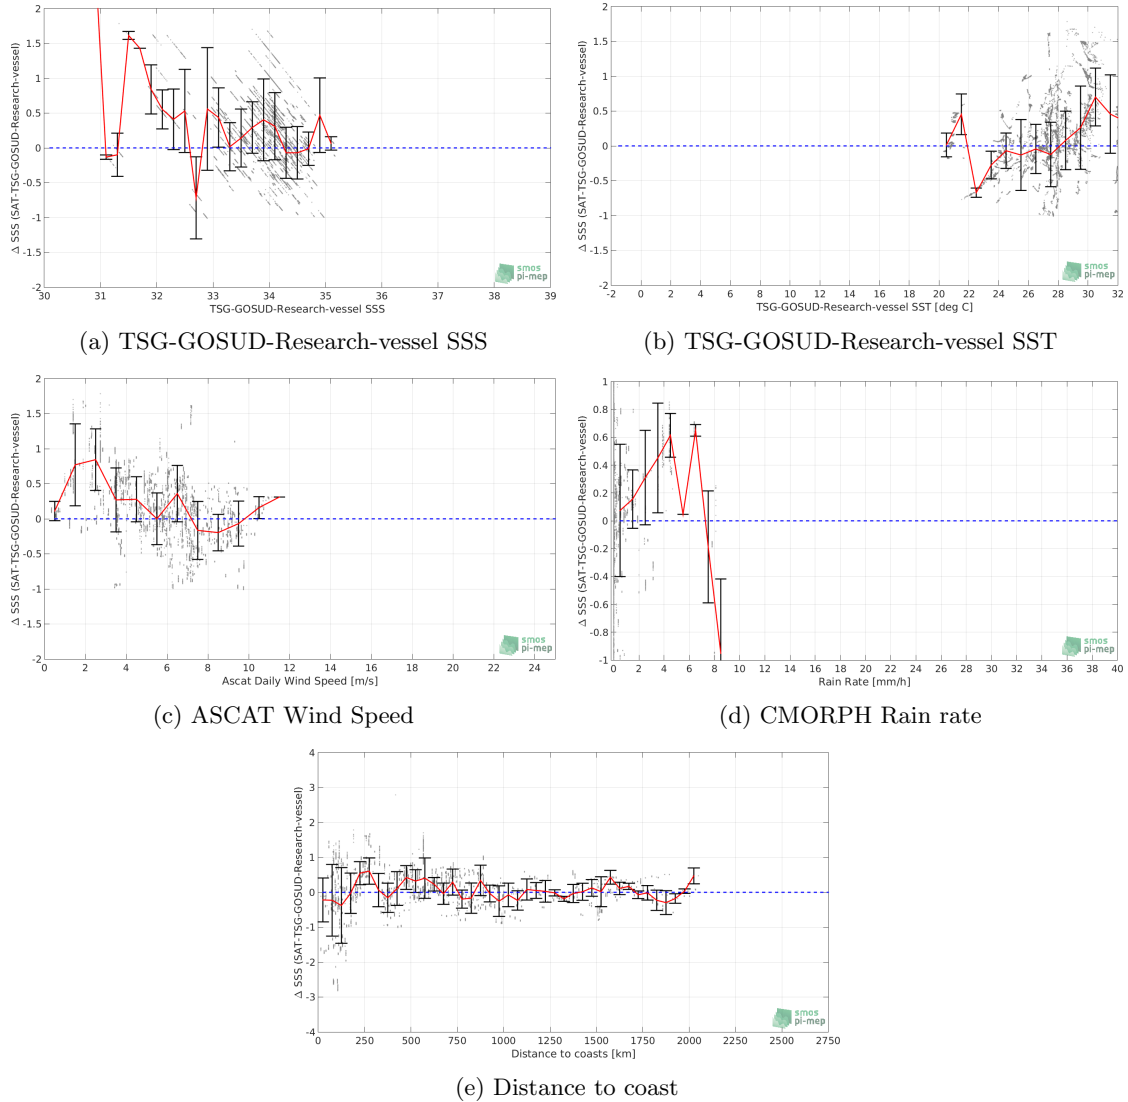 2
1.5
1
0.5
0
-0.5
-1
-1.5
-2
Δ SSS (SAT-TSG-GOSUD-Research-vessel)
30 31 32 33 34 35 36 37 38 39
TSG-GOSUD-Research-vessel SSS
smos
pi-mep
(a) TSG-GOSUD-Research-vessel SSS
2
1.5
1
0.5
0
-0.5
-1
-1.5
-2
Δ SSS (SAT-TSG-GOSUD-Research-vessel)
-2 0 2 4 6 8 10 12 14 16 18 20 22 24 26 28 30 32
TSG-GOSUD-Research-vessel SST [deg C]
smos
pi-mep
(b) TSG-GOSUD-Research-vessel SST
2
1.5
1
0.5
0
-0.5
-1
-1.5
-2
Δ SSS (SAT-TSG-GOSUD-Research-vessel)
0 2 4 6 8 10 12 14 16 18 20 22 24
Ascat Daily Wind Speed [m/s]
smos
pi-mep
(c) ASCAT Wind Speed
1
0.8
0.6
0.4
0.2
0
-0.2
-0.4
-0.6
-0.8
-1
Δ SSS (SAT-TSG-GOSUD-Research-vessel)
0 2 4 6 8 10 12 14 16 18 20 22 24 26 28 30 32 34 36 38 40
Rain Rate [mm/h]
smos
pi-mep
(d) CMORPH Rain rate
4
3
2
1
0
-1
-2
-3
-4
Δ SSS (SAT-TSG-GOSUD-Research-vessel)
0 250 500 750 1000 1250 1500 1750 2000 2250 2500 2750
Distance to coasts [km]
smos
pi-mep
(e) Distance to coast